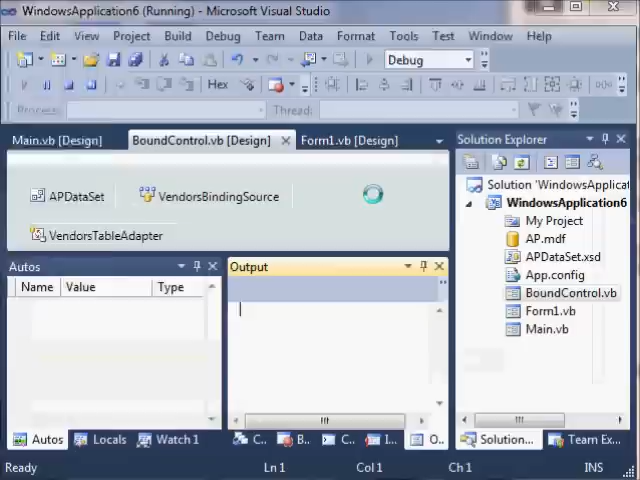 WindowsApplication6 (Running) - Microsoft Visual Studio
File Edit View Project Build Debug Team Data Format Tools Test Window Help
Debug
Hex
Process: Thread:
Main.vb [Design] BoundControl.vb [Design] Form1.vb [Design] Solution Explorer
Solution 'WindowsApplicat
APDataSet VendorsBindingSource
WindowsApplication6
My Project
VendorsTableAdapter
AP.mdf
APDataSet.xsd
Autos Output
App.config
Name Value Type
BoundControl.vb
Form1.vb
Main.vb
Autos Locals Watch 1 C... B... C... I... O... Solution... Team Ex...
Ready Ln 1 Col 1 Ch 1 INS